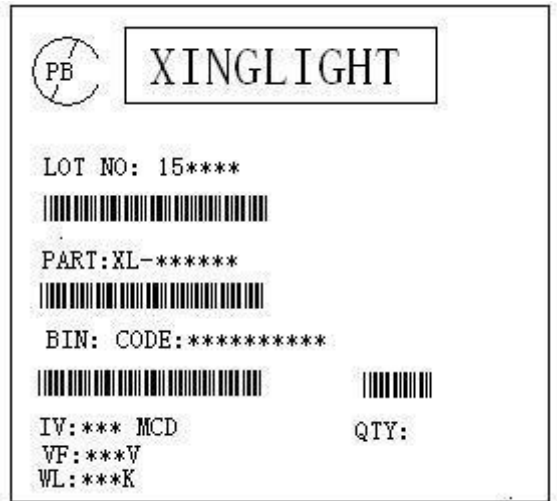 PB
XINGLIGHT
LOT NO: 15****
PART:XL-******
BIN: CODE:**********
IV:*** MCD
QTY:
VF:***V
WL:***K